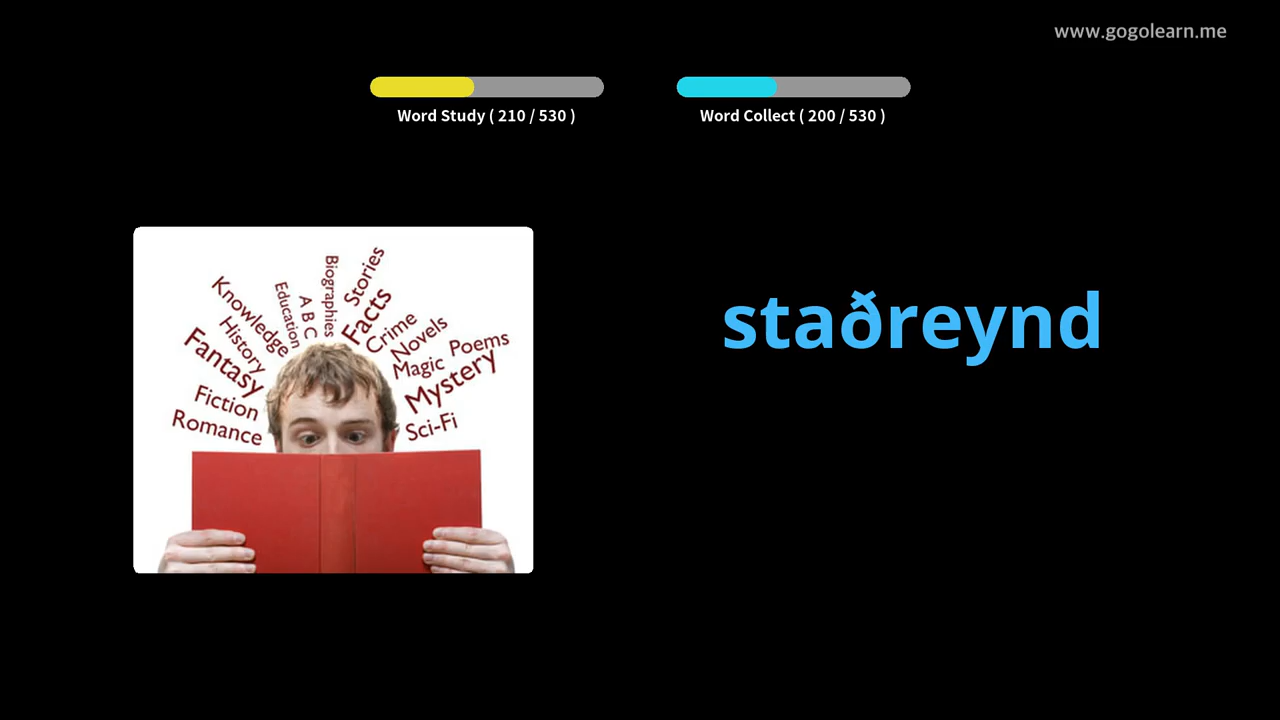 www.gogolearn.me
Word Study ( 210 / 530 )
Word Collect ( 200 / 530 )
staðreynd
Biographies
Stories
Facts
A B C
Education
Knowledge
History
Fantasy
Fiction
Romance
Crime
Novels
Magic
Poems
Mystery
Sci-Fi